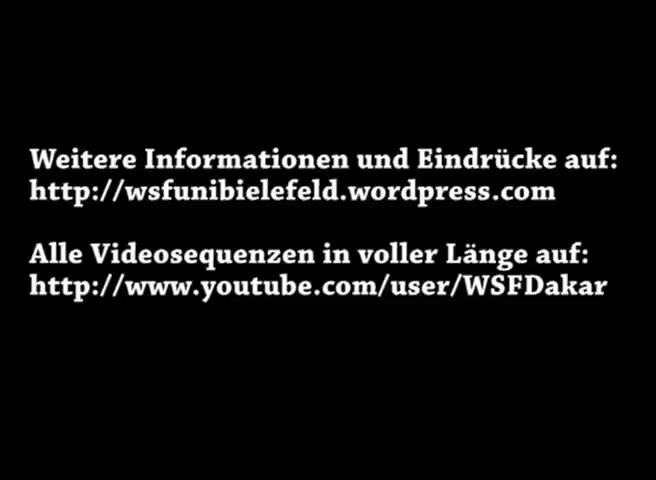 Weitere Informationen und Eindrücke auf:
http://wsfunibielefeld.wordpress.com
Alle Videosequenzen in voller Länge auf:
http://www.youtube.com/user/WSFDakar